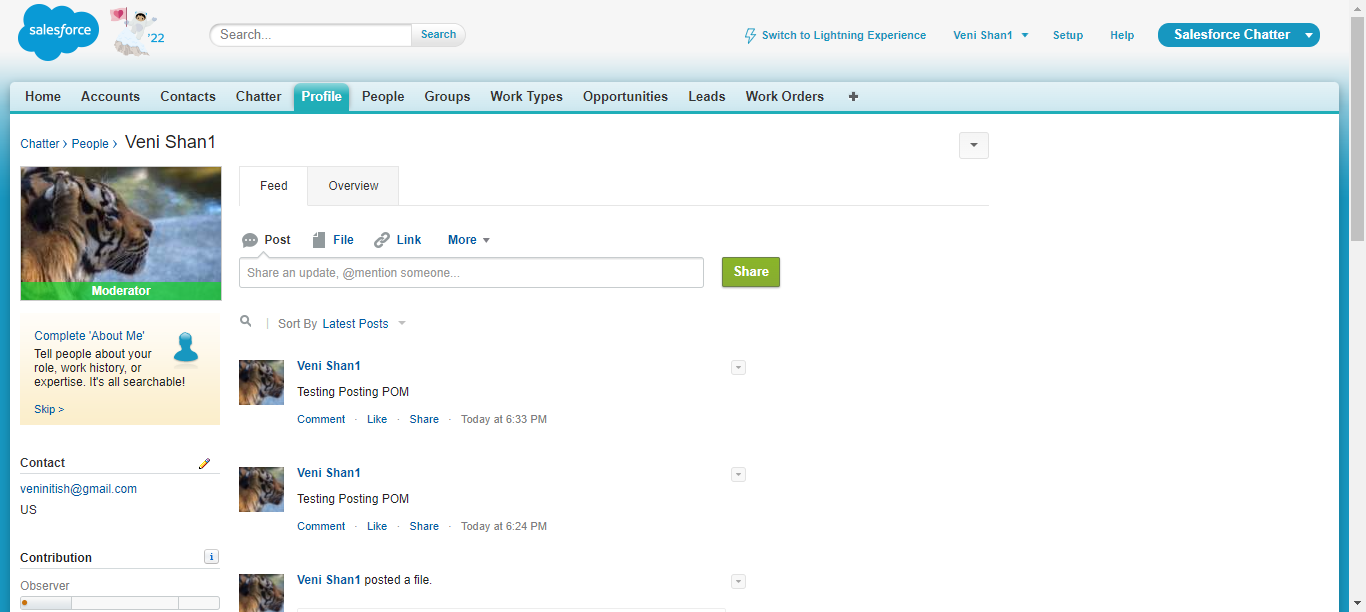 salesforce
'22
Search...
Search
Switch to Lightning Experience
Veni Shan1
Setup
Help
Salesforce Chatter
Home Accounts Contacts Chatter Profile People Groups Work Types Opportunities Leads Work Orders
Chatter › People › Veni Shan1
Moderator
Complete 'About Me'
Tell people about your
role, work history, or
expertise. It's all searchable!
Skip >
Contact
veninitish@gmail.com
US
Contribution
i
Observer
Feed Overview
Post File Link More
Share an update, @mention someone...
Share
Sort By Latest Posts
Veni Shan1
Testing Posting POM
Comment · Like · Share · Today at 6:33 PM
Veni Shan1
Testing Posting POM
Comment · Like · Share · Today at 6:24 PM
Veni Shan1 posted a file.